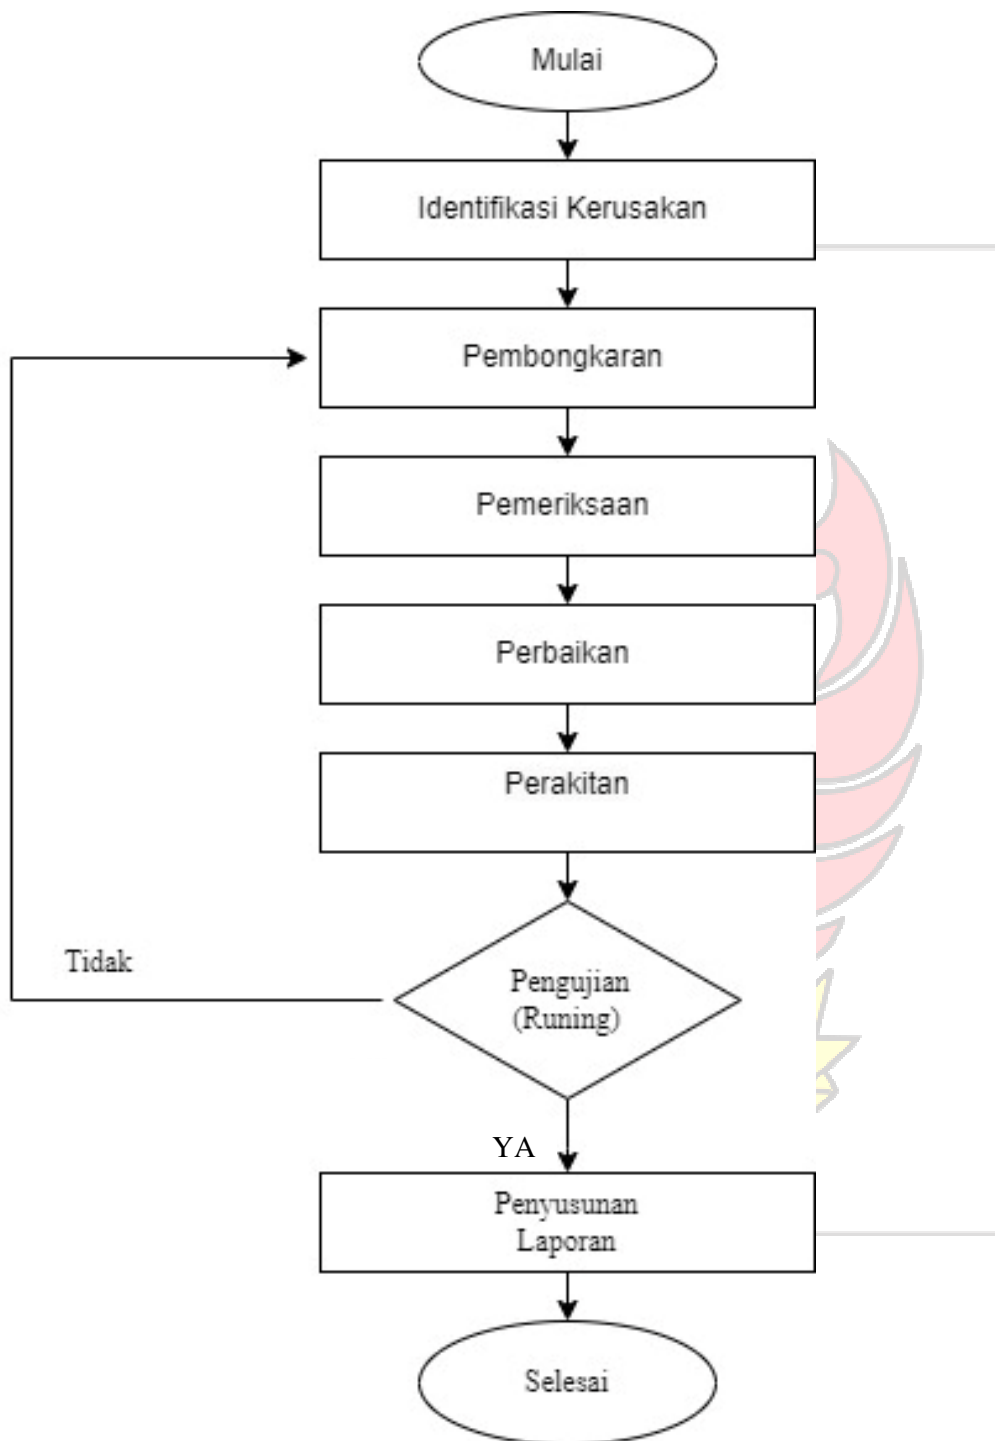 Mulai
Identifikasi Kerusakan
Pembongkaran
Pemeriksaan
Perbaikan
Perakitan
Tidak
Pengujian
(Runing)
YA
Penyusunan
Laporan
Selesai